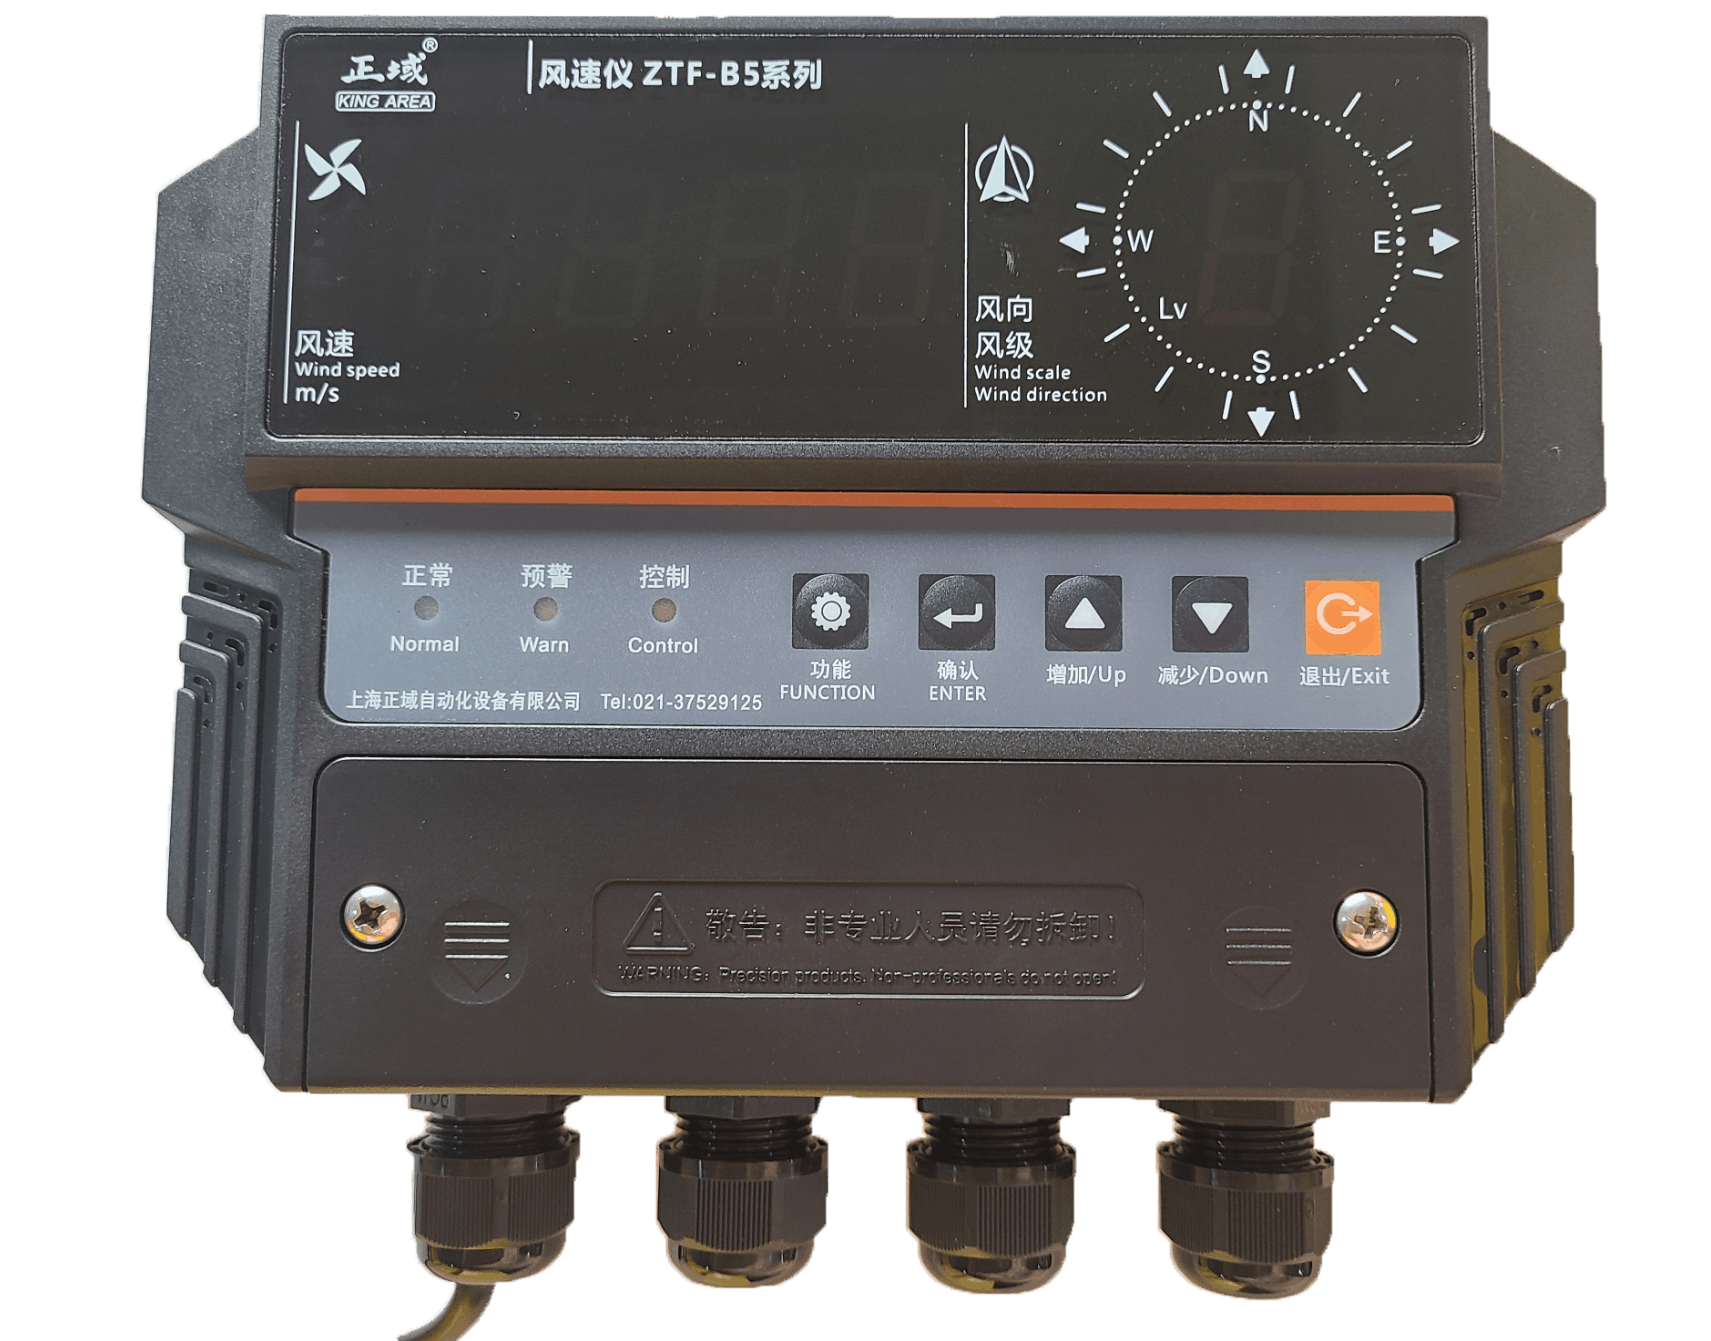 正域®
KING AREA
风速仪 ZTF-B5系列
风速
Wind speed
m/s
风向
风级
Wind scale
Wind direction
N
W
E
Lv
S
正常
Normal
预警
Warn
控制
Control
功能
FUNCTION
确认
ENTER
增加/Up
减少/Down
退出/Exit
上海正域自动化设备有限公司 Tel:021-37529125
敬告：非专业人员请勿拆卸!
WARNING: Precision products. Non-professionals do not open!